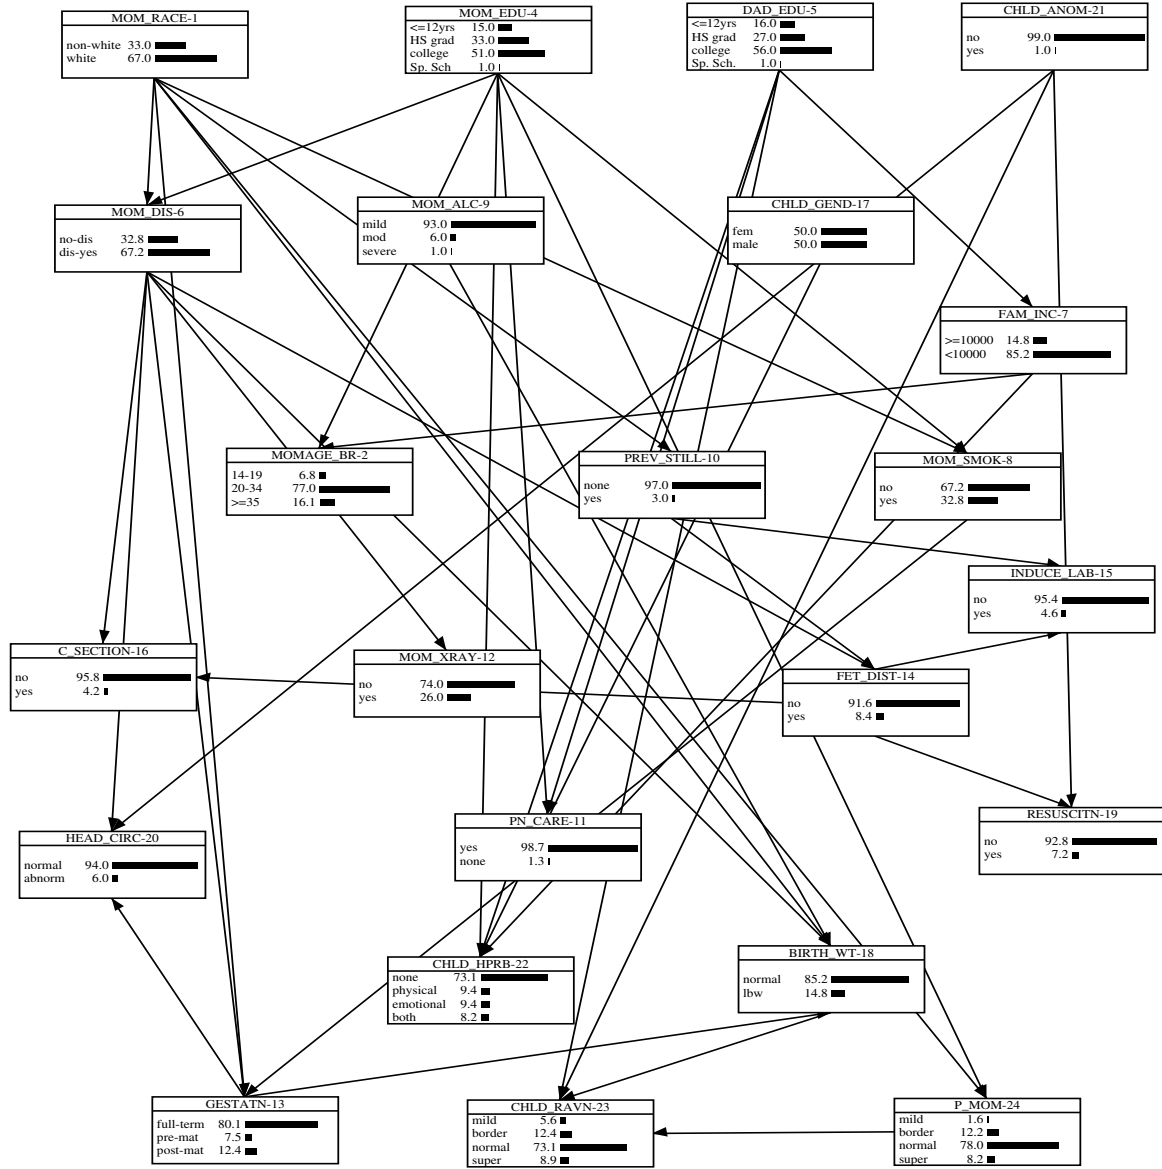 MOM_RACE-1
non-white 33.0
white 67.0
MOM_EDU-4
<=12yrs 15.0
HS grad 33.0
college 51.0
Sp. Sch 1.0
DAD_EDU-5
<=12yrs 16.0
HS grad 27.0
college 56.0
Sp. Sch. 1.0
CHLD_ANOM-21
no 99.0
yes 1.0
MOM_DIS-6
no-dis 32.8
dis-yes 67.2
MOM_ALC-9
mild 93.0
mod 6.0
severe 1.0
CHLD_GEND-17
fem 50.0
male 50.0
FAM_INC-7
>=10000 14.8
<10000 85.2
MOMAGE_BR-2
14-19 6.8
20-34 77.0
>=35 16.1
PREV_STILL-10
none 97.0
yes 3.0
MOM_SMOK-8
no 67.2
yes 32.8
INDUCE_LAB-15
no 95.4
yes 4.6
C_SECTION-16
no 95.8
yes 4.2
MOM_XRAY-12
no 74.0
yes 26.0
FET_DIST-14
no 91.6
yes 8.4
HEAD_CIRC-20
normal 94.0
abnorm 6.0
PN_CARE-11
yes 98.7
none 1.3
RESUSCITN-19
no 92.8
yes 7.2
CHLD_HPRB-22
none 73.1
physical 9.4
emotional 9.4
both 8.2
BIRTH_WT-18
normal 85.2
lbw 14.8
GESTATN-13
full-term 80.1
pre-mat 7.5
post-mat 12.4
CHLD_RAVN-23
mild 5.6
border 12.4
normal 73.1
super 8.9
P_MOM-24
mild 1.6
border 12.2
normal 78.0
super 8.2